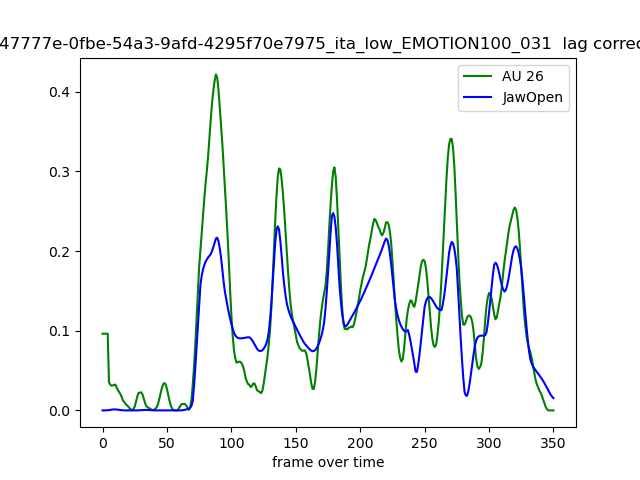 47777e-0fbe-54a3-9afd-4295f70e7975_ita_low_EMOTION100_031 lag correc
AU 26
JawOpen
0.4
0.3
0.2
0.1
0.0
0 50 100 150 200 250 300 350
frame over time